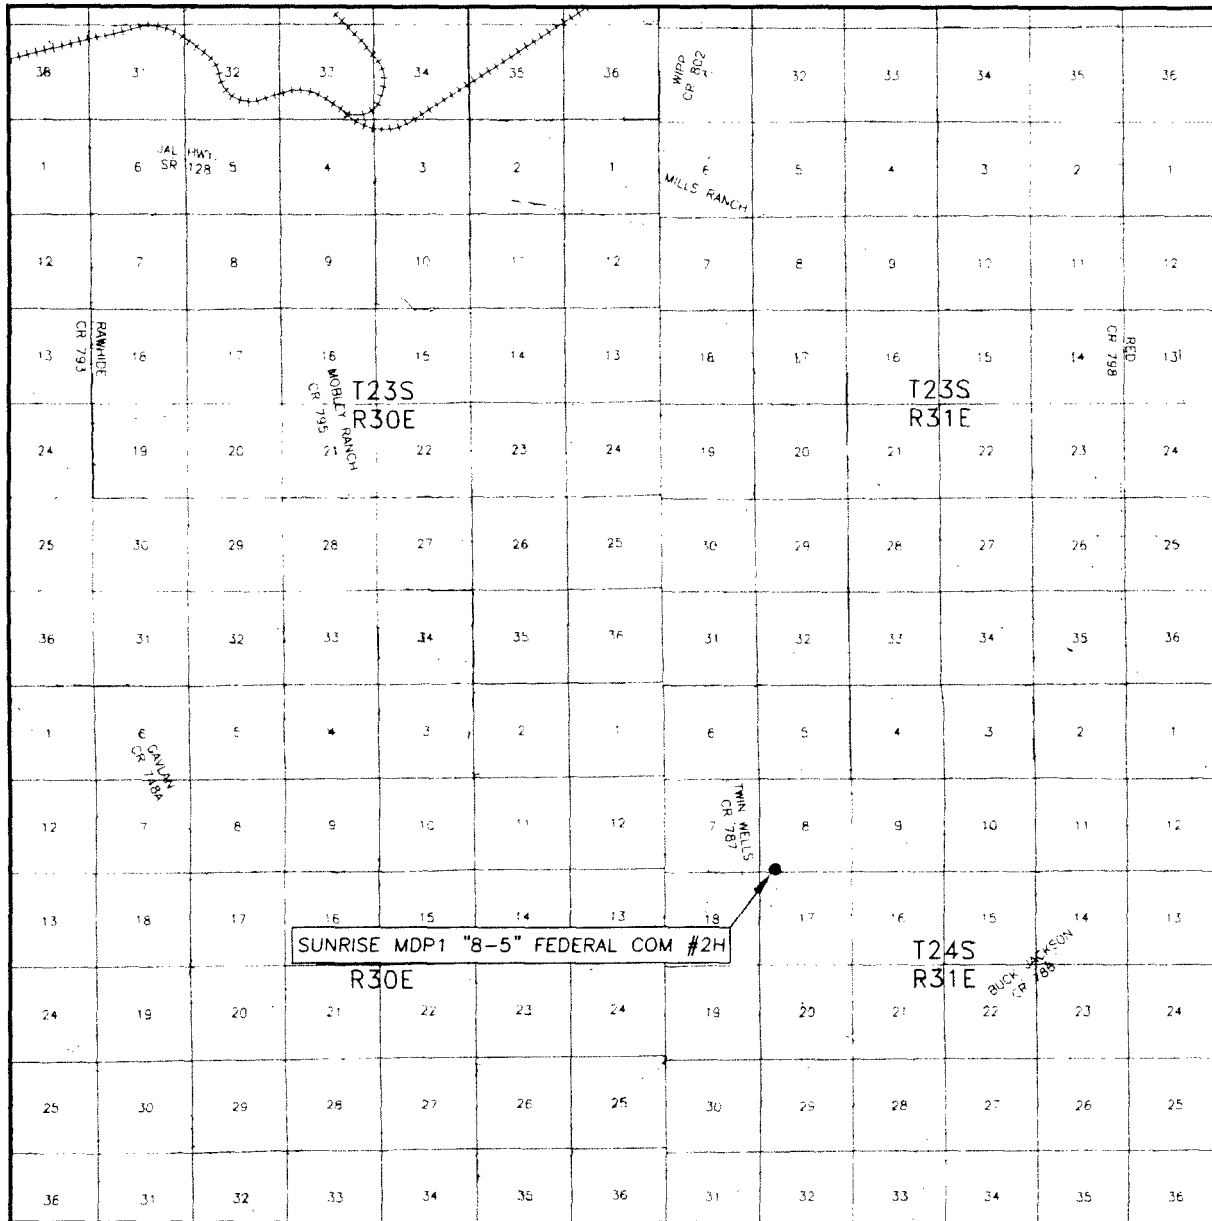 36 31 32 33 34 35 36 32 33 34 35 36
WIPP
CR 802
1 6 5 4 3 2 1 6 5 4 3 2 1
JAL HWY.
SR 128
MILLS RANCH
12 7 8 9 10 11 12 7 8 9 10 11 12
13 18 17 16 15 14 13 18 17 16 15 14 13
RAWHIDE
CR 793
MOBLEY RANCH
CR 795
RED
CR 798
T23S
R30E
T23S
R31E
24 19 20 21 22 23 24 19 20 21 22 23 24
25 30 29 28 27 26 25 30 29 28 27 26 25
36 31 32 33 34 35 36 31 32 33 34 35 36
1 6 5 4 3 2 1 6 5 4 3 2 1
CAVLAN
CR 748A
TWIN WELLS
CR 787
12 7 8 9 10 11 12 7 8 9 10 11 12
13 18 17 16 15 14 13 18 17 16 15 14 13
SUNRISE MDP1 "8-5" FEDERAL COM #2H
R30E
T24S
R31E
BUCK JACKSON
CR 788
24 19 20 21 22 23 24 19 20 21 22 23 24
25 30 29 28 27 26 25 30 29 28 27 26 25
36 31 32 33 34 35 36 31 32 33 34 35 36